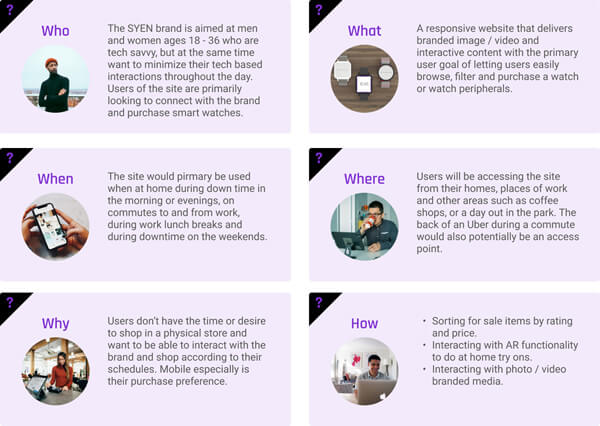 ?
Who
The SYEN brand is aimed at men
and women ages 18 - 36 who are
tech savvy, but at the same time
want to minimize their tech based
interactions throughout the day.
Users of the site are primarily
looking to connect with the brand
and purchase smart watches.
?
What
A responsive website that delivers
branded image / video and
interactive content with the primary
user goal of letting users easily
browse, filter and purchase a watch
or watch peripherals.
?
When
The site would pirmary be used
when at home during down time in
the morning or evenings, on
commutes to and from work,
during work lunch breaks and
during downtime on the weekends.
?
Where
Users will be accessing the site
from their homes, places of work
and other areas such as coffee
shops, or a day out in the park. The
back of an Uber during a commute
would also potentially be an access
point.
?
Why
Users don't have the time or desire
to shop in a physical store and
want to be able to interact with the
brand and shop according to their
schedules. Mobile especially is
their purchase preference.
?
How
• Sorting for sale items by rating
and price.
• Interacting with AR functionality
to do at home try ons.
• Interacting with photo / video
branded media.